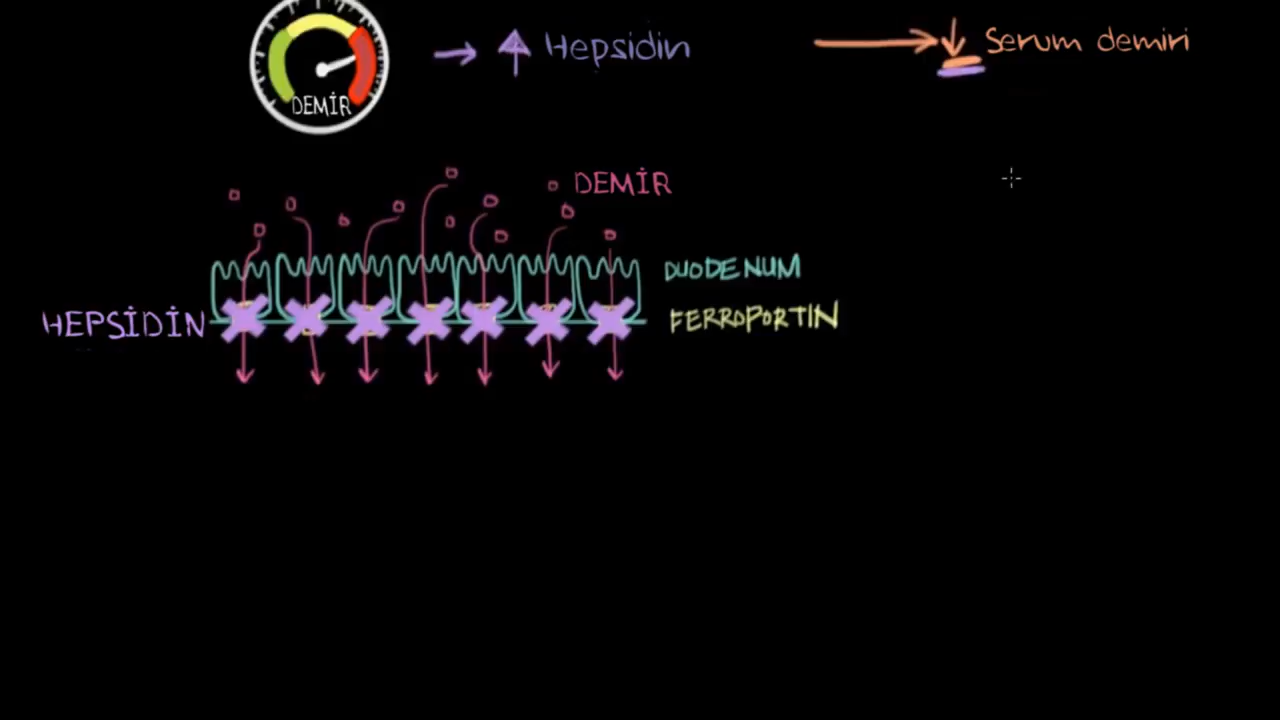 DEMİR
Hepsidin
Serum demiri
DEMİR
DUODENUM
HEPSİDİN
FERROPORTIN